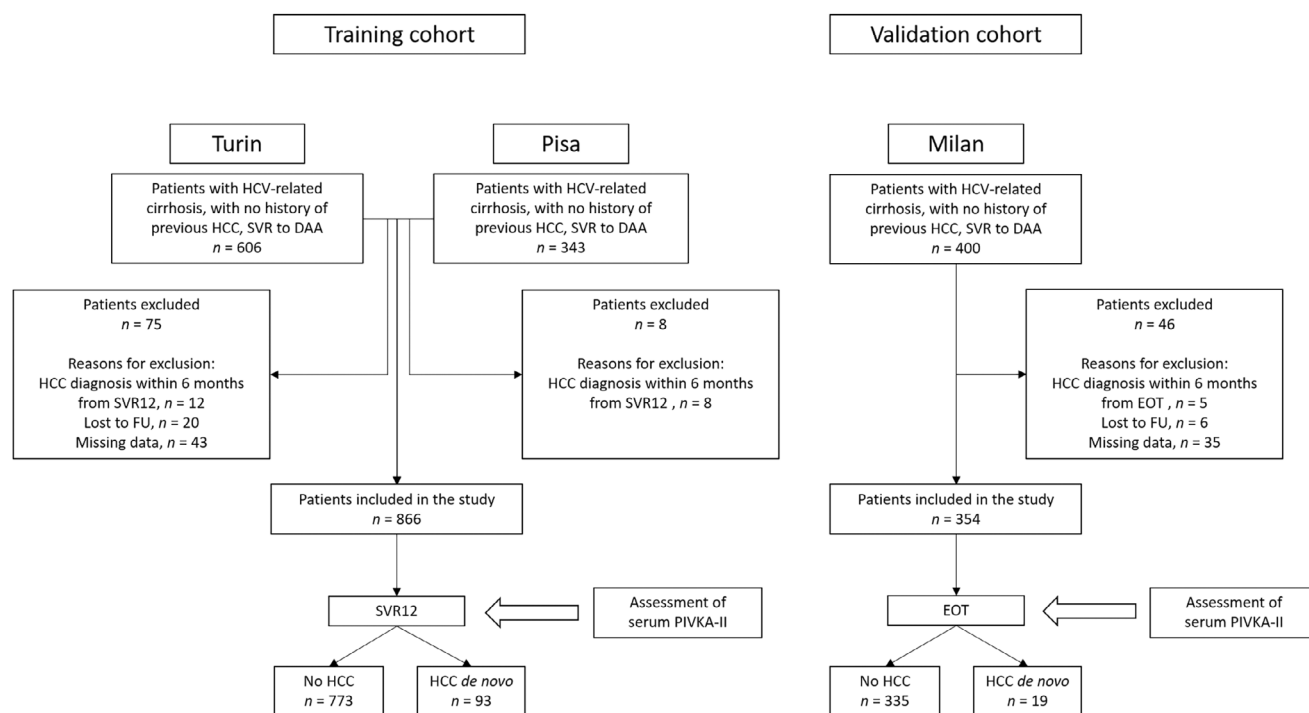 Training cohort
Validation cohort
Turin
Pisa
Milan
Patients with HCV-related
cirrhosis, with no history of
previous HCC, SVR to DAA
n = 606
Patients with HCV-related
cirrhosis, with no history of
previous HCC, SVR to DAA
n = 343
Patients with HCV-related
cirrhosis, with no history of
previous HCC, SVR to DAA
n = 400
Patients excluded
n = 75
Reasons for exclusion:
HCC diagnosis within 6 months
from SVR12, n = 12
Lost to FU, n = 20
Missing data, n = 43
Patients excluded
n = 8
Reasons for exclusion:
HCC diagnosis within 6 months
from SVR12 , n = 8
Patients excluded
n = 46
Reasons for exclusion:
HCC diagnosis within 6 months
from EOT , n = 5
Lost to FU, n = 6
Missing data, n = 35
Patients included in the study
n = 866
Patients included in the study
n = 354
SVR12
Assessment of
serum PIVKA-II
EOT
Assessment of
serum PIVKA-II
No HCC
n = 773
HCC de novo
n = 93
No HCC
n = 335
HCC de novo
n = 19